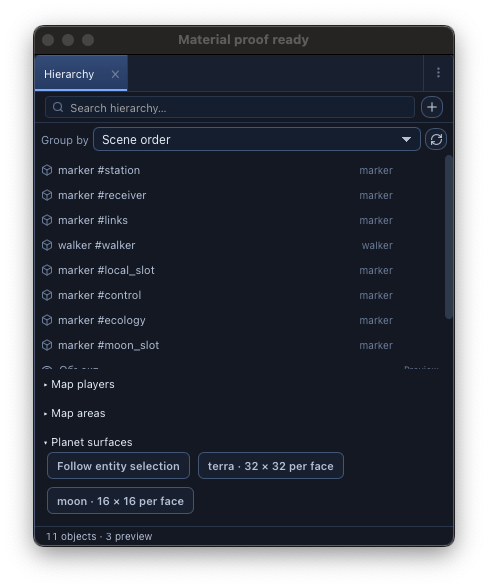 Material proof ready
Hierarchy
Search hierarchy...
Group by Scene order
marker #station marker
marker #receiver marker
marker #links marker
walker #walker walker
marker #local_slot marker
marker #control marker
marker #ecology marker
marker #moon_slot marker
Preview
Map players
Map areas
Planet surfaces
Follow entity selection terra · 32 × 32 per face
moon · 16 × 16 per face
11 objects · 3 preview